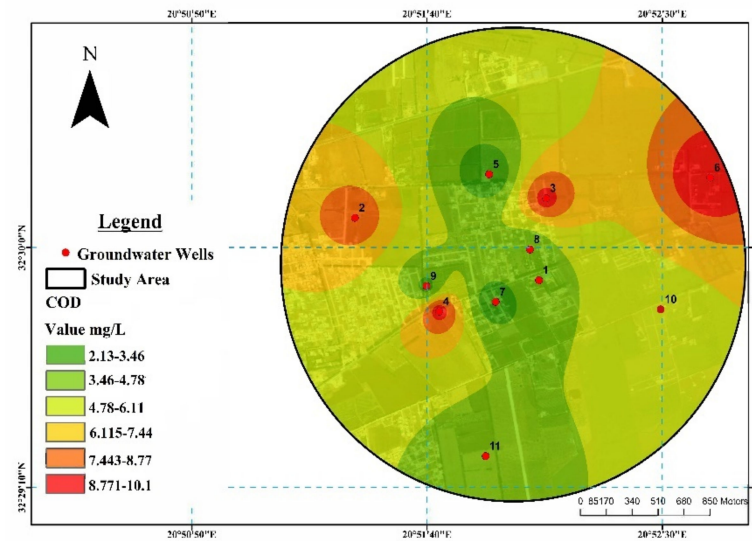 20°50'50"E 20°51'40"E 20°52'30"E
N
6
5
3
2
Legend
8
32°30'0"N
Groundwater Wells
Study Area
9
1
COD
7
4
10
Value mg/L
2.13-3.46
3.46-4.78
4.78-6.11
6.115-7.44
7.443-8.77
11
8.771-10.1
32°29'10"N
0 85170 340 510 680 850 Motors
20°50'50"E 20°51'40"E 20°52'30"E